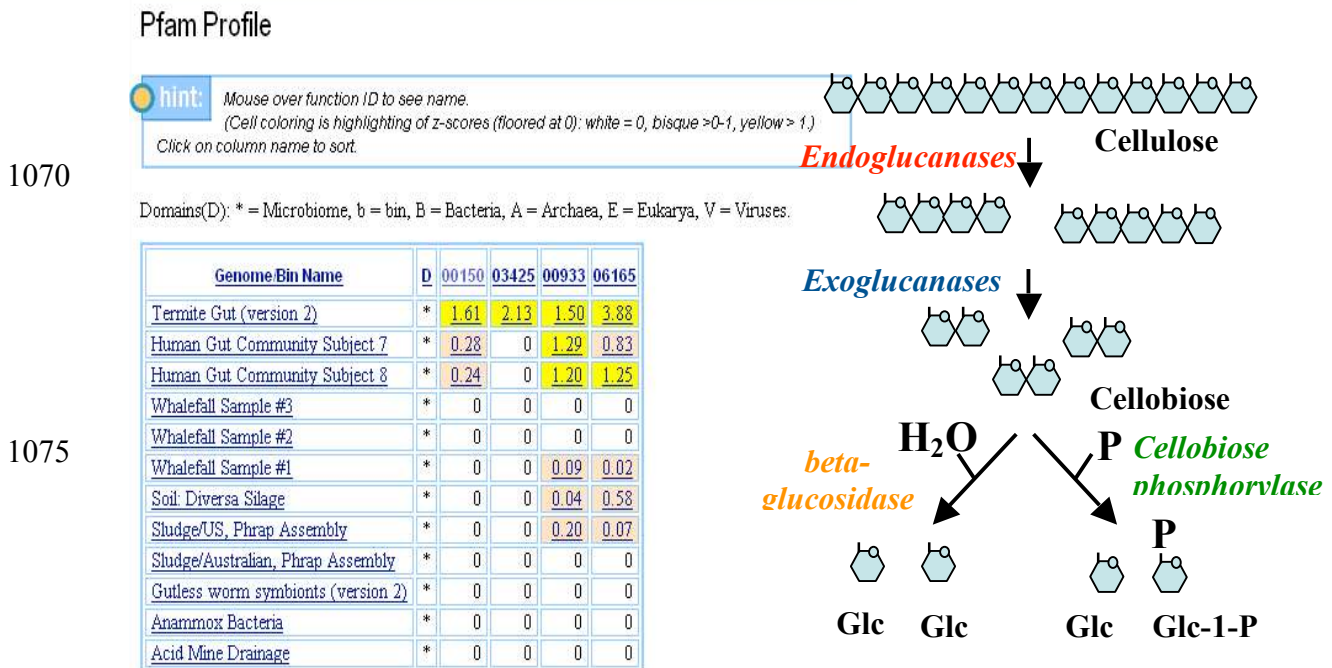 Pfam Profile
hint: Mouse over function ID to see name.
(Cell coloring is highlighting of z-scores (floored at 0): white = 0, bisque >0-1, yellow > 1.)
Click on column name to sort.
1070
Domains(D): * = Microbiome, b = bin, B = Bacteria, A = Archaea, E = Eukarya, V = Viruses.
Genome/Bin Name D 00150 03425 00933 06165
Termite Gut (version 2) * 1.61 2.13 1.50 3.88
Human Gut Community Subject 7 * 0.28 0 1.29 0.83
Human Gut Community Subject 8 * 0.24 0 1.20 1.25
Whalefall Sample #3 * 0 0 0 0
Whalefall Sample #2 * 0 0 0 0
1075
Whalefall Sample #1 * 0 0 0.09 0.02
Soil: Diversa Silage * 0 0 0.04 0.58
Sludge/US, Phrap Assembly * 0 0 0.20 0.07
Sludge/Australian, Phrap Assembly * 0 0 0 0
Gutless worm symbionts (version 2) * 0 0 0 0
Anammox Bacteria * 0 0 0 0
Acid Mine Drainage * 0 0 0 0
Cellulose
Endoglucanases
Exoglucanases
Cellobiose
H2O
P
beta-
glucosidase
Cellobiose
phosphorylase
P
Glc Glc Glc Glc-1-P